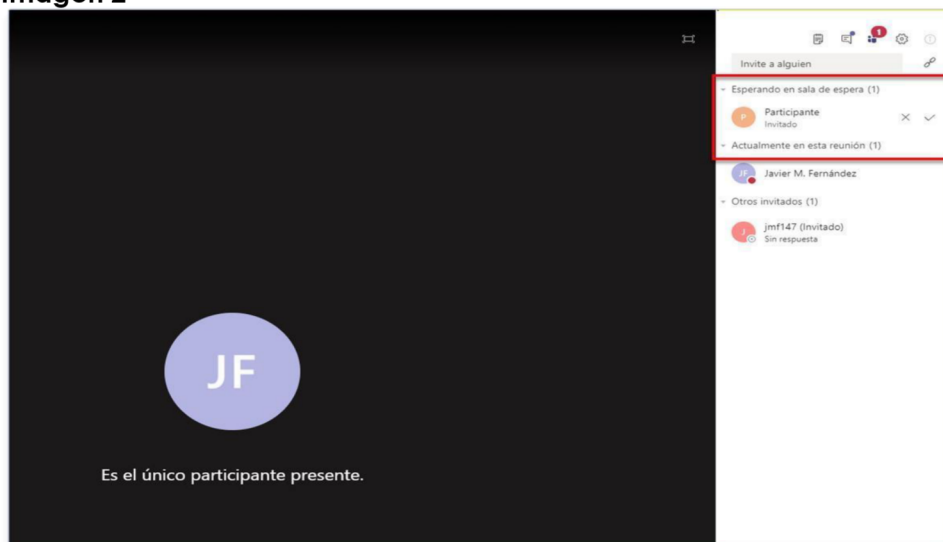 Imagen 2
1
Invite a alguien
Esperando en sala de espera (1)
P
Participante
Invitado
Actualmente en esta reunión (1)
JF
Javier M. Fernández
Otros invitados (1)
J
jmf147 (Invitado)
Sin respuesta
JF
Es el único participante presente.